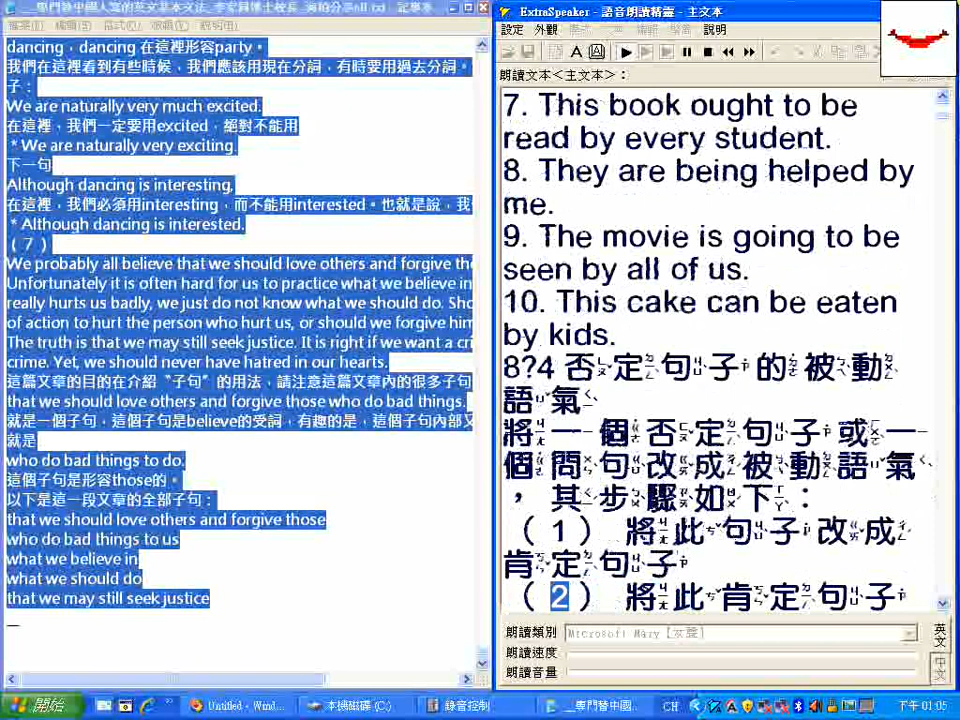 ExtraSpeaker - 語音朗讀精靈 - 主文本
dancing，dancing 在這裡形容party。
我們在這裡看到有些時候，我們應該用現在分詞，有時要用過去分詞。
子：
We are naturally very much excited.
在這裡，我們一定要用excited，絕對不能用
* We are naturally very exciting.
下一句
Although dancing is interesting,
在這裡，我們必須用interesting，而不能用interested。也就是說，我
* Although dancing is interested.
（７）
We probably all believe that we should love others and forgive tho
Unfortunately it is often hard for us to practice what we believe in
really hurts us badly, we just do not know what we should do. Sho
of action to hurt the person who hurt us, or should we forgive him
The truth is that we may still seek justice. It is right if we want a cri
crime. Yet, we should never have hatred in our hearts.
這篇文章的目的在介紹“子句”的用法，請注意這篇文章內的很多子句
that we should love others and forgive those who do bad things.
就是一個子句，這個子句是believe的受詞，有趣的是，這個子句內部又
就是
who do bad things to do.
這個子句是形容those的。
以下是這一段文章的全部子句：
that we should love others and forgive those
who do bad things to us
what we believe in
what we should do
that we may still seek justice
設定 外觀 說明
朗讀文本<主文本>：
7. This book ought to be
read by every student.
8. They are being helped by
me.
9. The movie is going to be
seen by all of us.
10. This cake can be eaten
by kids.
8?4 否定句子的被動
語氣
將一個否定句子或一
個問句改成被動語氣
，其步驟如下：
（1） 將此句子改成
肯定句子
（2） 將此肯定句子
朗讀類別 Microsoft Mary【女聲】
朗讀速度
朗讀音量
英文
中文
開始
Untitled - Wind...
本機磁碟 (C:)
錄音控制
__專門替中國...
CH
下午 01:05